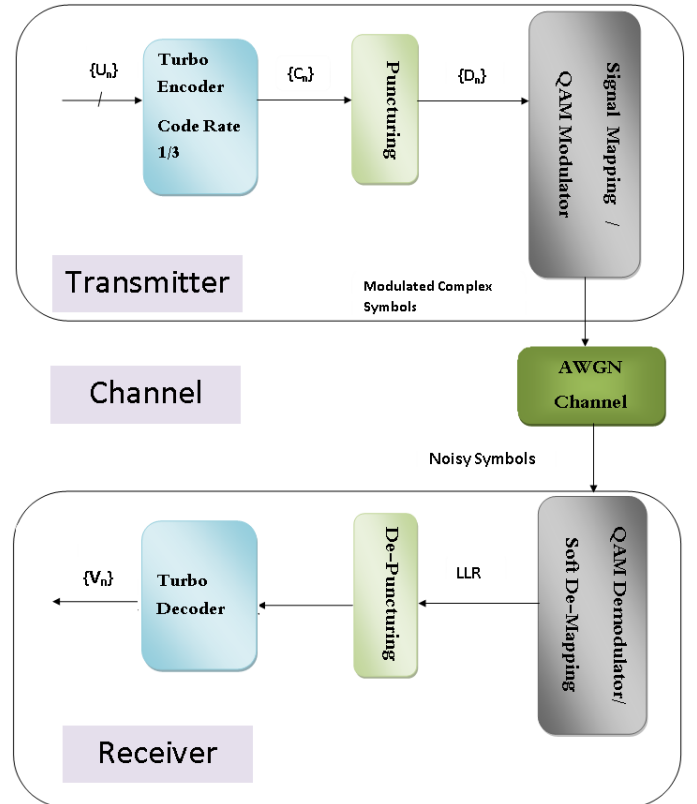 {Uₙ}
Turbo
Encoder
Code Rate
1/3
{Cₙ}
Puncturing
{Dₙ}
Signal Mapping /
QAM Modulator
Transmitter
Modulated Complex
Symbols
Channel
AWGN
Channel
Noisy Symbols
{Vₙ}
Turbo
Decoder
De-Puncturing
LLR
QAM Demodulator/
Soft De-Mapping
Receiver